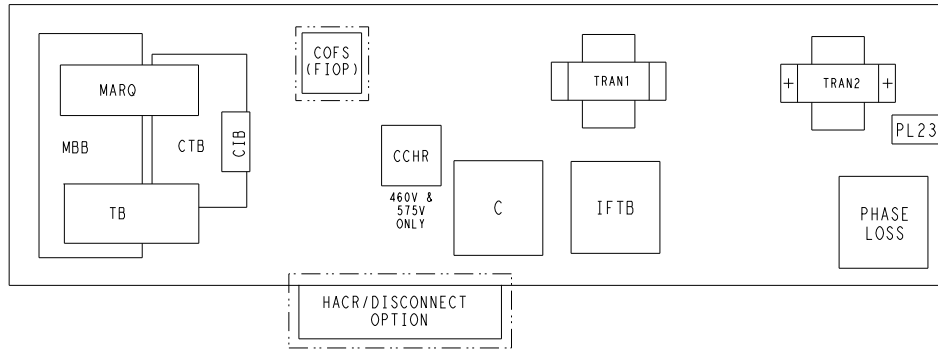 COFS
(FIOP)
MARQ
TRAN1
+ TRAN2 +
PL23
MBB
CTB
CIB
CCHR
460V &
575V
ONLY
TB
C
IFTB
PHASE
LOSS
HACR/DISCONNECT
OPTION